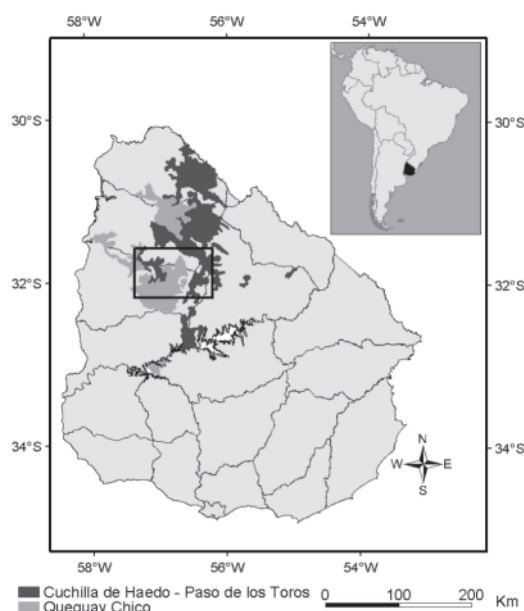 58°W 56°W
30°S 30°S
32°S 32°S
34°S 34°S
N
W E
S
58°W 56°W 54°W
Cuchilla de Haedo - Paso de los Toros
Queguay Chico
0 100 200 Km